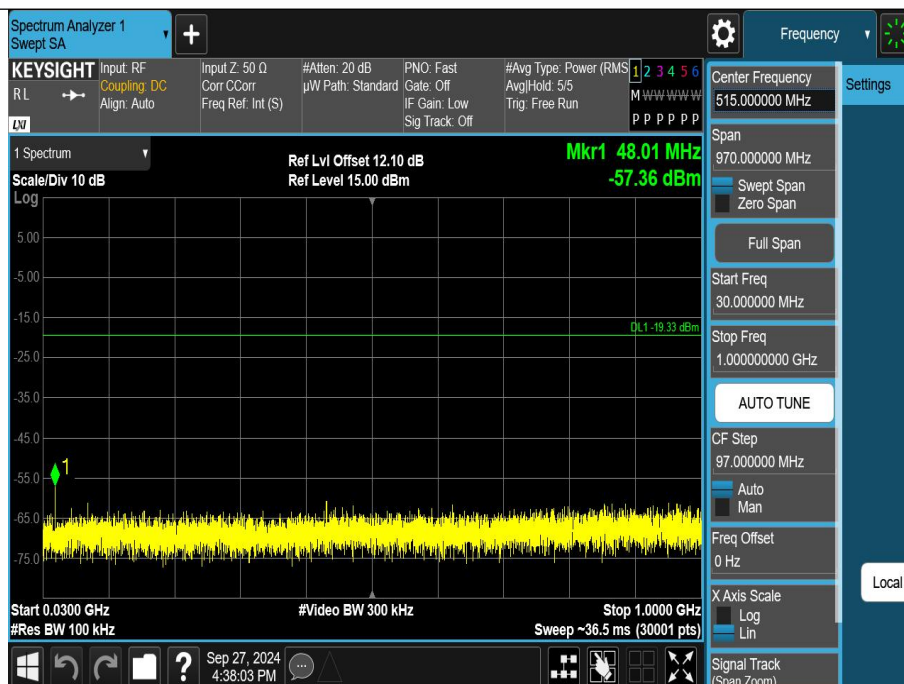 Spectrum Analyzer 1
Swept SA
Frequency
KEYSIGHT
RL
LXI
Input: RF
Coupling: DC
Align: Auto
Input Z: 50 Ω
Corr CCorr
Freq Ref: Int (S)
#Atten: 20 dB
µW Path: Standard
PNO: Fast
Gate: Off
IF Gain: Low
Sig Track: Off
#Avg Type: Power (RMS
Avg|Hold: 5/5
Trig: Free Run
1 2 3 4 5 6
M W W W W W
P P P P P P
Center Frequency
515.000000 MHz
Settings
1 Spectrum
Scale/Div 10 dB
Ref Lvl Offset 12.10 dB
Ref Level 15.00 dBm
Mkr1 48.01 MHz
-57.36 dBm
Log
5.00
-5.00
-15.0
-25.0
-35.0
-45.0
-55.0
-65.0
-75.0
DL1 -19.33 dBm
1
Start 0.0300 GHz
#Res BW 100 kHz
#Video BW 300 kHz
Stop 1.0000 GHz
Sweep ~36.5 ms (30001 pts)
Span
970.000000 MHz
Swept Span
Zero Span
Full Span
Start Freq
30.000000 MHz
Stop Freq
1.000000000 GHz
AUTO TUNE
CF Step
97.000000 MHz
Auto
Man
Freq Offset
0 Hz
X Axis Scale
Log
Lin
Signal Track
(Span Zoom)
Local
?
Sep 27, 2024
4:38:03 PM